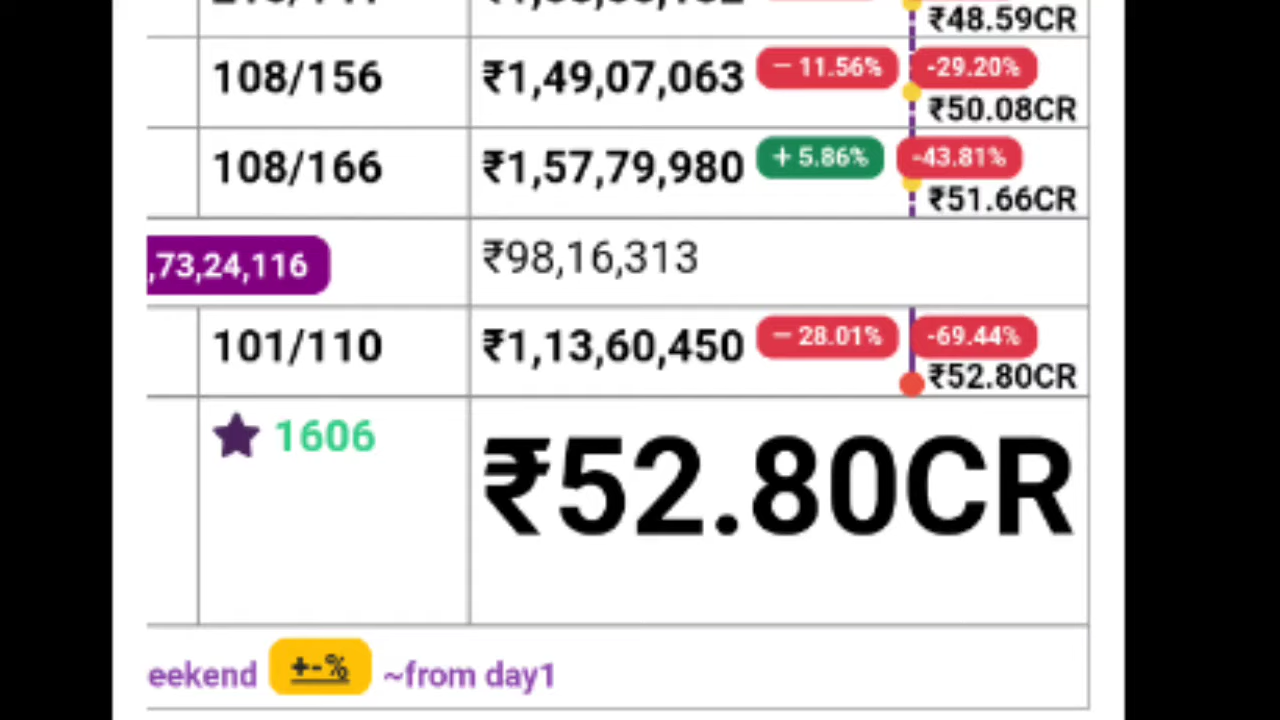 ₹48.59CR
108/156 ₹1,49,07,063 − 11.56% -29.20%
₹50.08CR
108/166 ₹1,57,79,980 + 5.86% -43.81%
₹51.66CR
,73,24,116 ₹98,16,313
101/110 ₹1,13,60,450 − 28.01% -69.44%
₹52.80CR
1606 ₹52.80CR
eekend +-% ~from day1